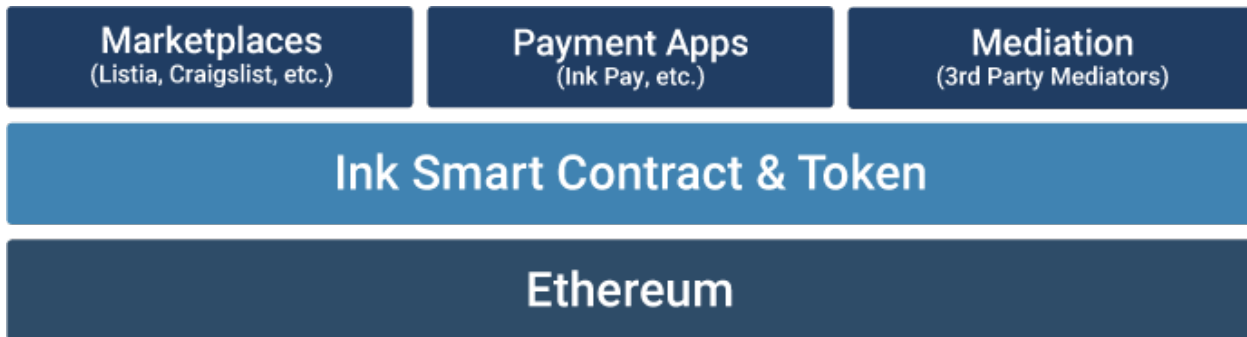 Marketplaces
(Listia, Craigslist, etc.)
Payment Apps
(Ink Pay, etc.)
Mediation
(3rd Party Mediators)
Ink Smart Contract & Token
Ethereum